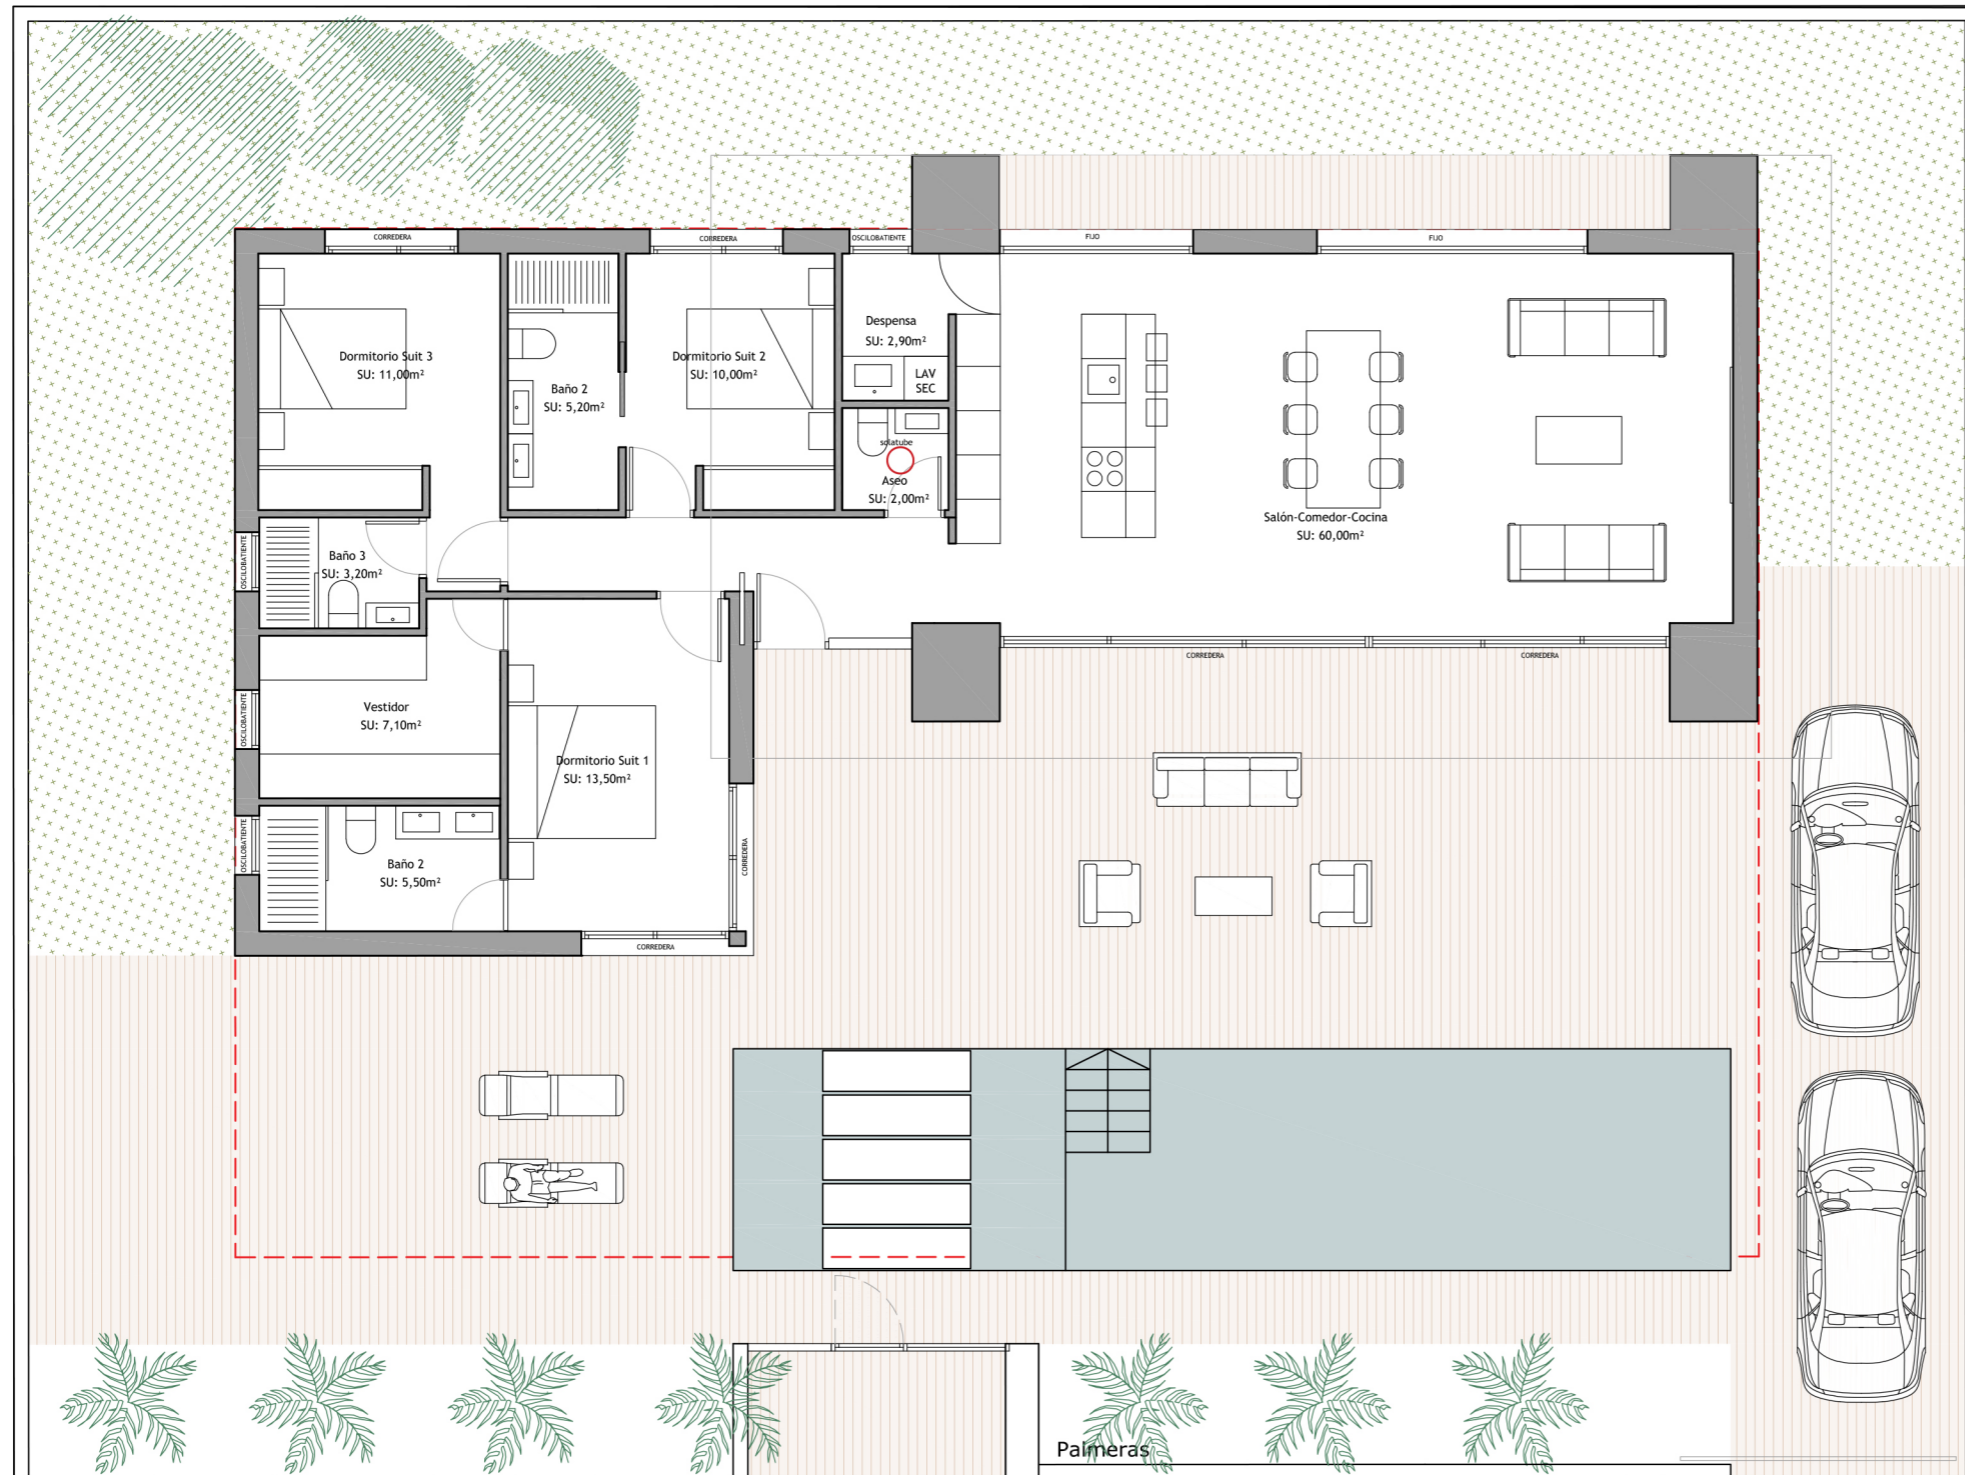 CORREDERA
CORREDERA
OSCILOBATIENTE
FIJO
FIJO
Dormitorio Suit 3
SU: 11,00m²
Baño 2
SU: 5,20m²
Dormitorio Suit 2
SU: 10,00m²
Despensa
SU: 2,90m²
LAV
SEC
solatube
Aseo
SU: 2,00m²
Salón-Comedor-Cocina
SU: 60,00m²
OSCILOBATIENTE
Baño 3
SU: 3,20m²
CORREDERA
CORREDERA
OSCILOBATIENTE
Vestidor
SU: 7,10m²
Dormitorio Suit 1
SU: 13,50m²
OSCILOBATIENTE
Baño 2
SU: 5,50m²
CORREDERA
CORREDERA
Palmeras